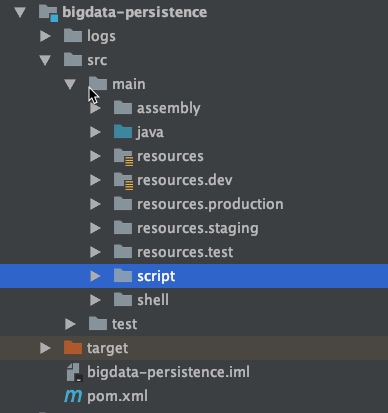 bigdata-persistence
logs
src
main
assembly
java
resources
resources.dev
resources.production
resources.staging
resources.test
script
shell
test
target
bigdata-persistence.iml
m pom.xml